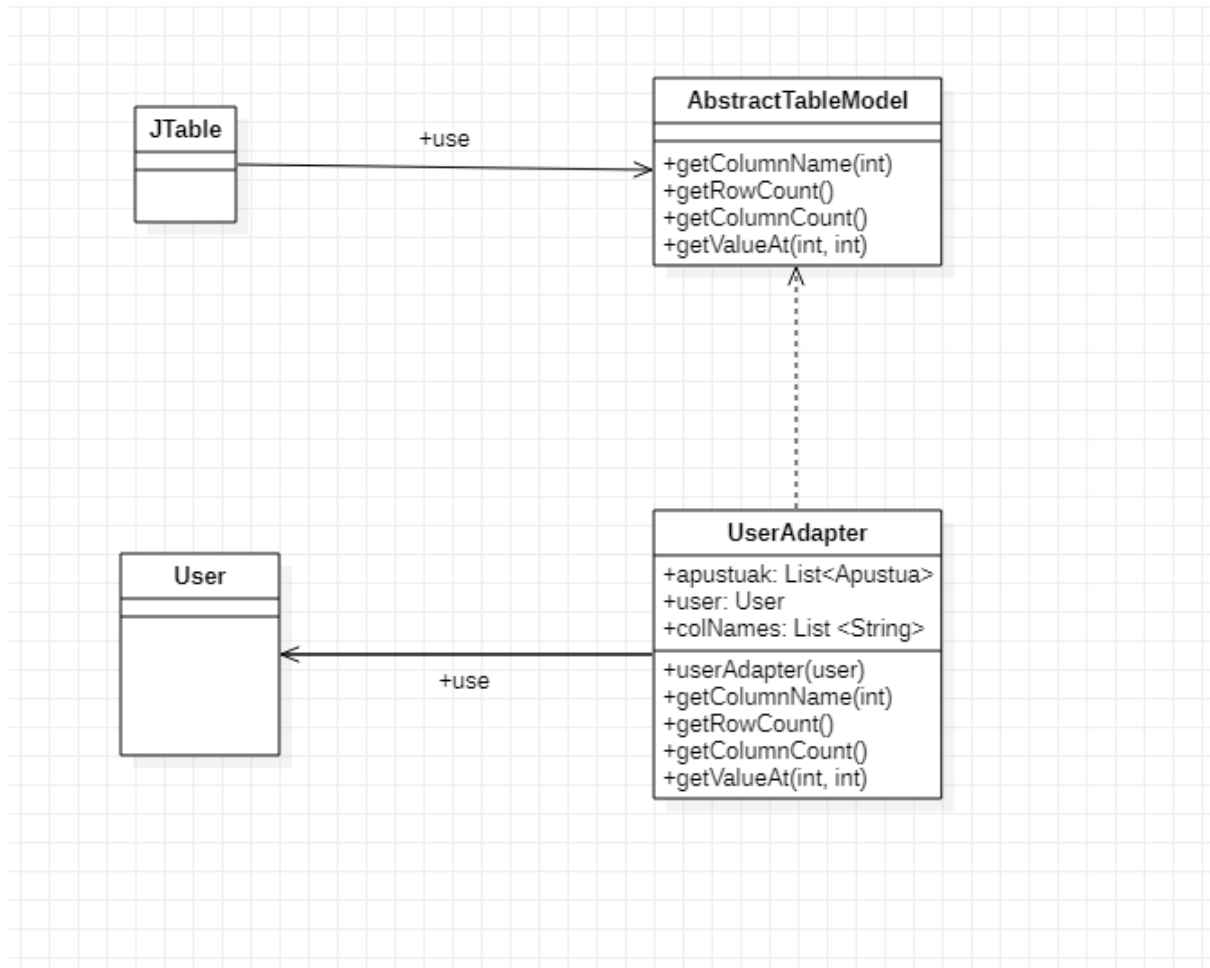 JTable
+use
AbstractTableModel
+getColumnName(int)
+getRowCount()
+getColumnCount()
+getValueAt(int, int)
User
+use
UserAdapter
+apustuak: List<Apustua>
+user: User
+colNames: List <String>
+userAdapter(user)
+getColumnName(int)
+getRowCount()
+getColumnCount()
+getValueAt(int, int)